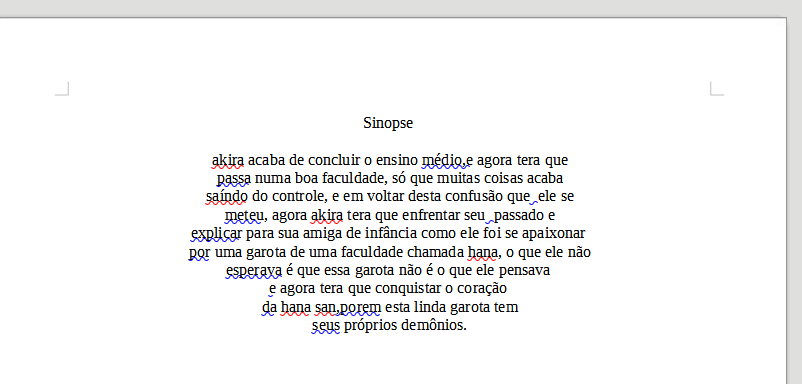 Sinopse
akira acaba de concluir o ensino médio,e agora tera que
passa numa boa faculdade, só que muitas coisas acaba
saíndo do controle, e em voltar desta confusão que  ele se
meteu, agora akira tera que enfrentar seu  passado e
explicar para sua amiga de infância como ele foi se apaixonar
por uma garota de uma faculdade chamada hana, o que ele não
esperava é que essa garota não é o que ele pensava
e agora tera que conquistar o coração
da hana san,porem esta linda garota tem
seus próprios demônios.